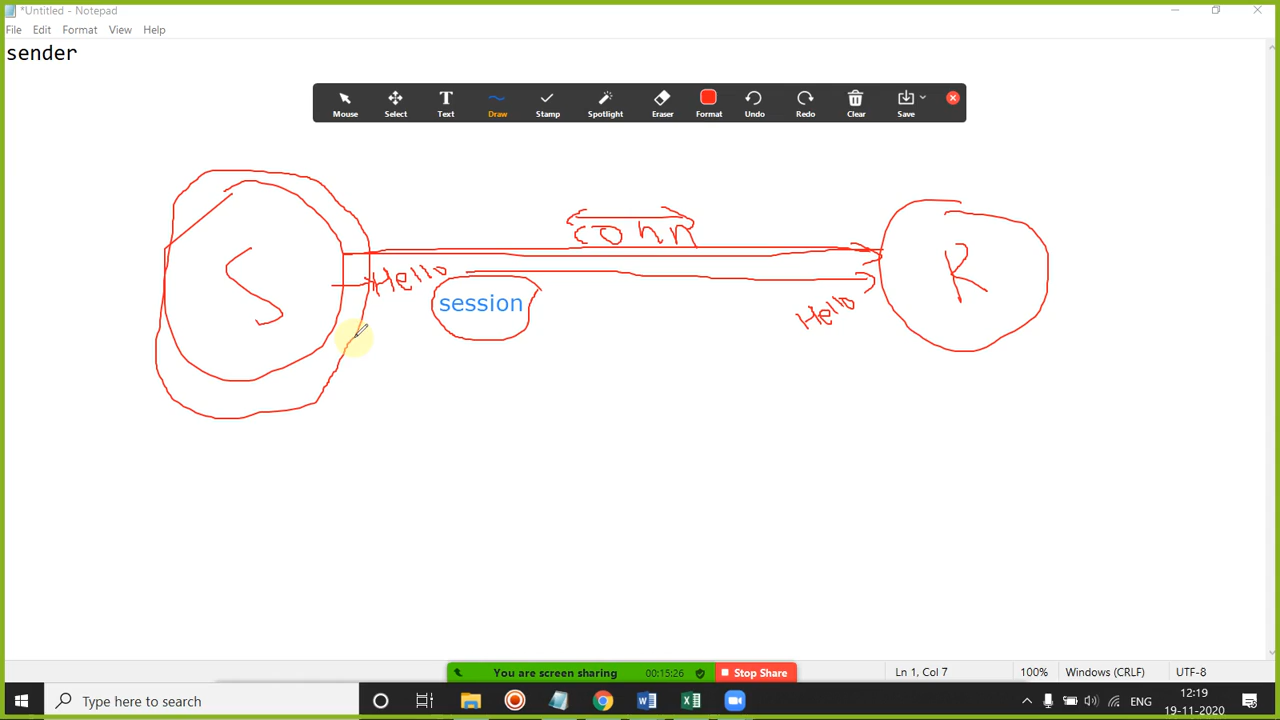 *Untitled - Notepad
File Edit Format View Help
sender
Mouse Select Text Draw Stamp Spotlight Eraser Format Undo Redo Clear Save
conn
S
R
Hello
session
Hello
You are screen sharing 00:15:26 Stop Share
Ln 1, Col 7 100% Windows (CRLF) UTF-8
Type here to search
ENG
12:19
19-11-2020